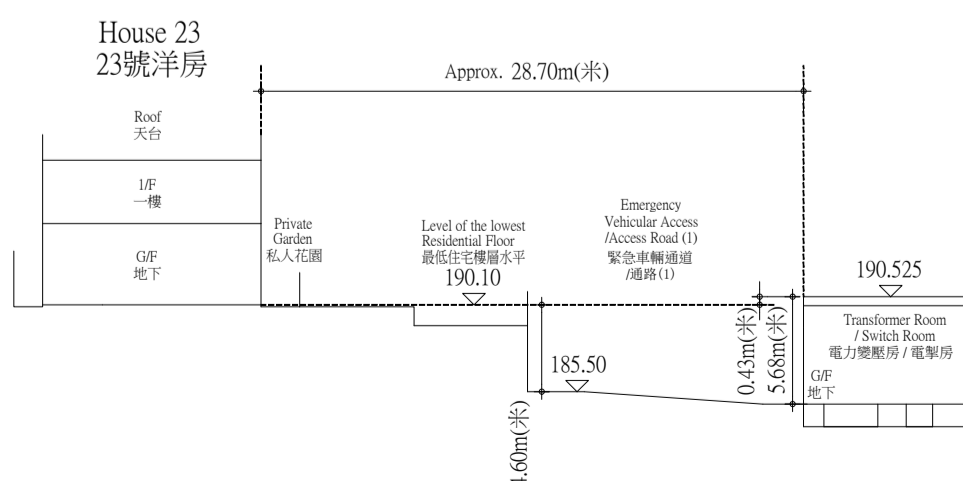 House 23
23號洋房
Approx. 28.70m(米)
Roof
天台
1/F
一樓
G/F
地下
Private
Garden
私人花園
Level of the lowest
Residential Floor
最低住宅樓層水平
190.10
Emergency
Vehicular Access
/Access Road (1)
緊急車輛通道
/通路(1)
190.525
Transformer Room
/ Switch Room
電力變壓房 / 電掣房
G/F
地下
0.43m(米)
5.68m(米)
185.50
4.60m(米)